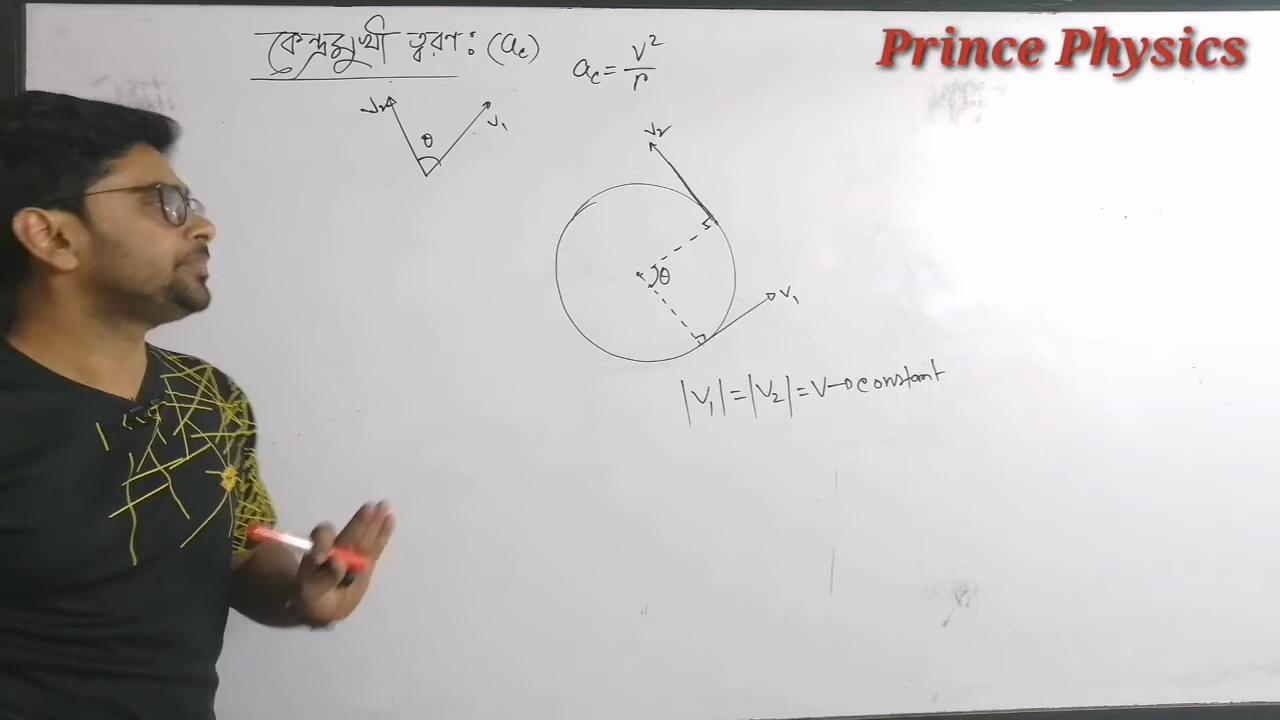 কেন্দ্রমুখী ত্বরণ: (ac)
ac = v²/r
Prince Physics
v₂
v₁
θ
v₂
θ
v₁
|v₁| = |v₂| = v → constant